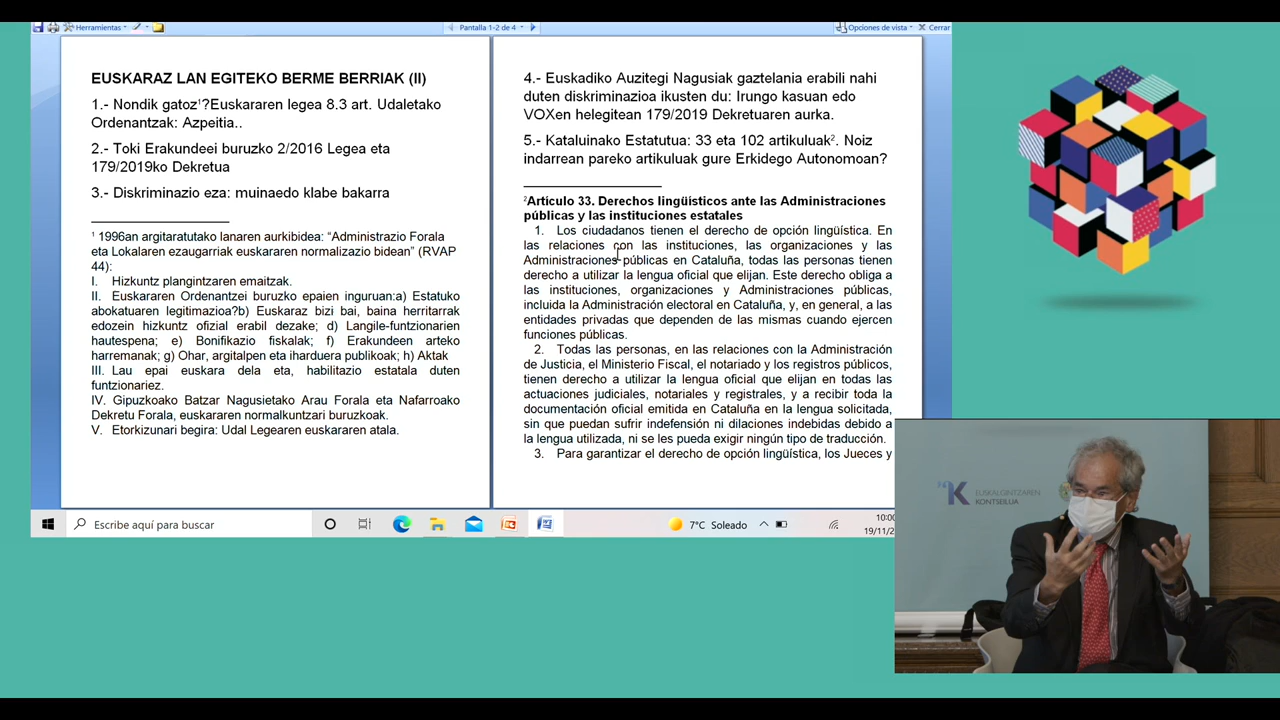 Herramientas
Pantalla 1-2 de 4
Opciones de vista
Cerrar
EUSKARAZ LAN EGITEKO BERME BERRIAK (II)
1.- Nondik gatoz¹?Euskararen legea 8.3 art. Udaletako
Ordenantzak: Azpeitia..
2.- Toki Erakundeei buruzko 2/2016 Legea eta
179/2019ko Dekretua
3.- Diskriminazio eza: muinaedo klabe bakarra
¹ 1996an argitaratutako lanaren aurkibidea: “Administrazio Forala
eta Lokalaren ezaugarriak euskararen normalizazio bidean” (RVAP
44):
I. Hizkuntz plangintzaren emaitzak.
II. Euskararen Ordenantzei buruzko epaien inguruan:a) Estatuko
abokatuaren legitimazioa?b) Euskaraz bizi bai, baina herritarrak
edozein hizkuntz ofizial erabil dezake; d) Langile-funtzionarien
hautespena; e) Bonifikazio fiskalak; f) Erakundeen arteko
harremanak; g) Ohar, argitalpen eta iharduera publikoak; h) Aktak
III. Lau epai euskara dela eta, habilitazio estatala duten
funtzionariez.
IV. Gipuzkoako Batzar Nagusietako Arau Forala eta Nafarroako
Dekretu Forala, euskararen normalkuntzari buruzkoak.
V. Etorkizunari begira: Udal Legearen euskararen atala.
4.- Euskadiko Auzitegi Nagusiak gaztelania erabili nahi
duten diskriminazioa ikusten du: Irungo kasuan edo
VOXen helegitean 179/2019 Dekretuaren aurka.
5.- Kataluinako Estatutua: 33 eta 102 artikuluak². Noiz
indarrean pareko artikuluak gure Erkidego Autonomoan?
²Artículo 33. Derechos lingüísticos ante las Administraciones
públicas y las instituciones estatales
1. Los ciudadanos tienen el derecho de opción lingüística. En
las relaciones con las instituciones, las organizaciones y las
Administraciones públicas en Cataluña, todas las personas tienen
derecho a utilizar la lengua oficial que elijan. Este derecho obliga a
las instituciones, organizaciones y Administraciones públicas,
incluida la Administración electoral en Cataluña, y, en general, a las
entidades privadas que dependen de las mismas cuando ejercen
funciones públicas.
2. Todas las personas, en las relaciones con la Administración
de Justicia, el Ministerio Fiscal, el notariado y los registros públicos,
tienen derecho a utilizar la lengua oficial que elijan en todas las
actuaciones judiciales, notariales y registrales, y a recibir toda la
documentación oficial emitida en Cataluña en la lengua solicitada,
sin que puedan sufrir indefensión ni dilaciones indebidas debido a
la lengua utilizada, ni se les pueda exigir ningún tipo de traducción.
3. Para garantizar el derecho de opción lingüística, los Jueces y
Escribe aquí para buscar
7°C Soleado
10:00
19/11/2
EUSKALGINTZAREN
KONTSEILUA